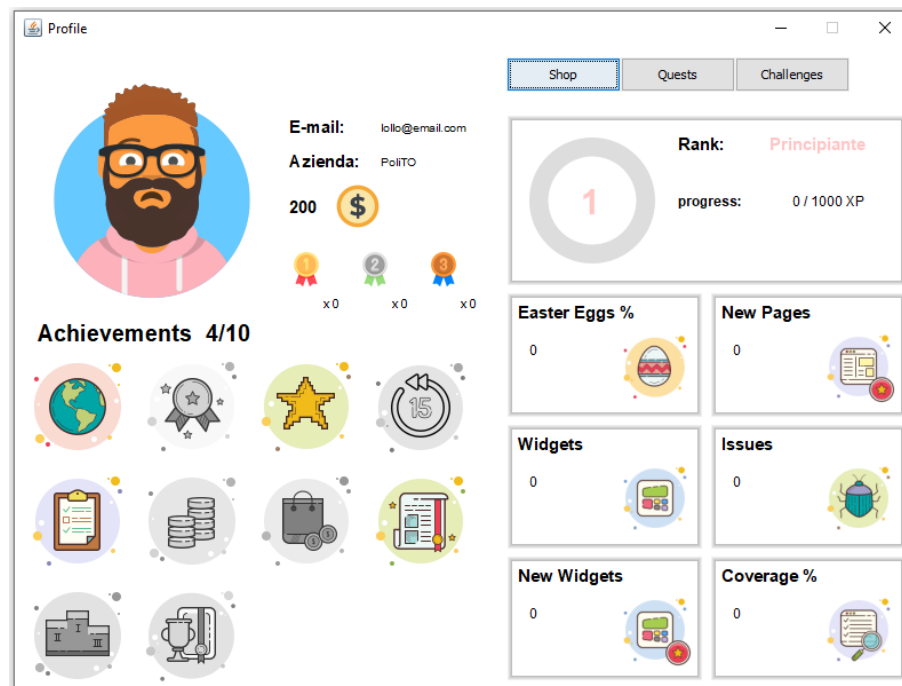 Profile
Shop Quests Challenges
E-mail: lollo@email.com
Azienda: PoliTO
200 $
1 2 3
x 0 x 0 x 0
Rank: Principiante
1
progress: 0 / 1000 XP
Achievements 4/10
15
I II III
Easter Eggs %
0
New Pages
0
Widgets
0
Issues
0
New Widgets
0
Coverage %
0